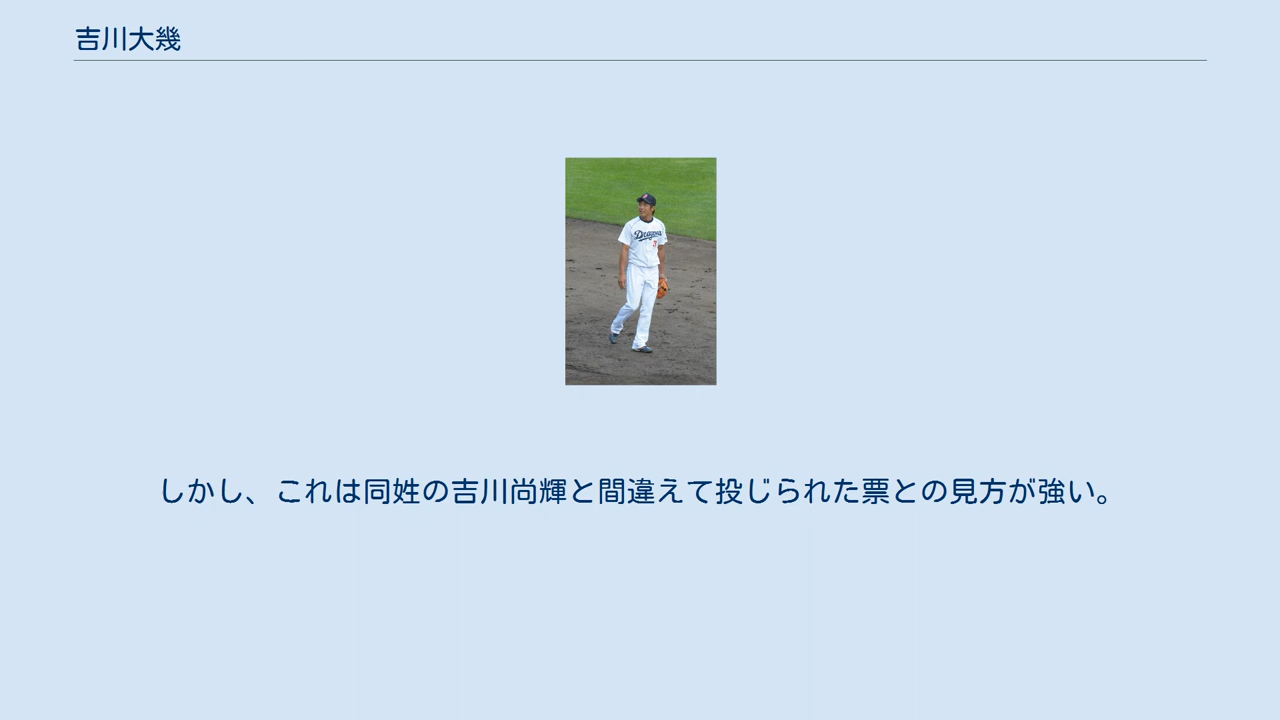 吉川大幾
Dragons
しかし、これは同姓の吉川尚輝と間違えて投じられた票との見方が強い。